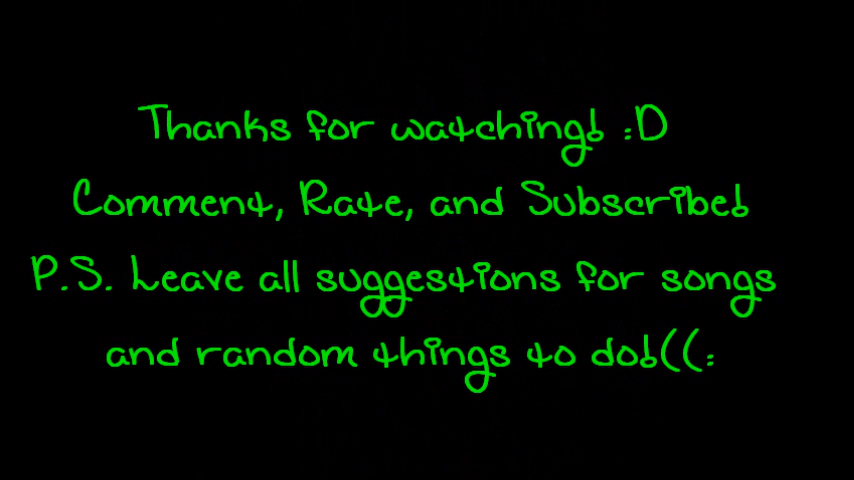 Thanks for watching! :D
Comment, Rate, and Subscribe!
P.S. Leave all suggestions for songs
and random things to do!((: